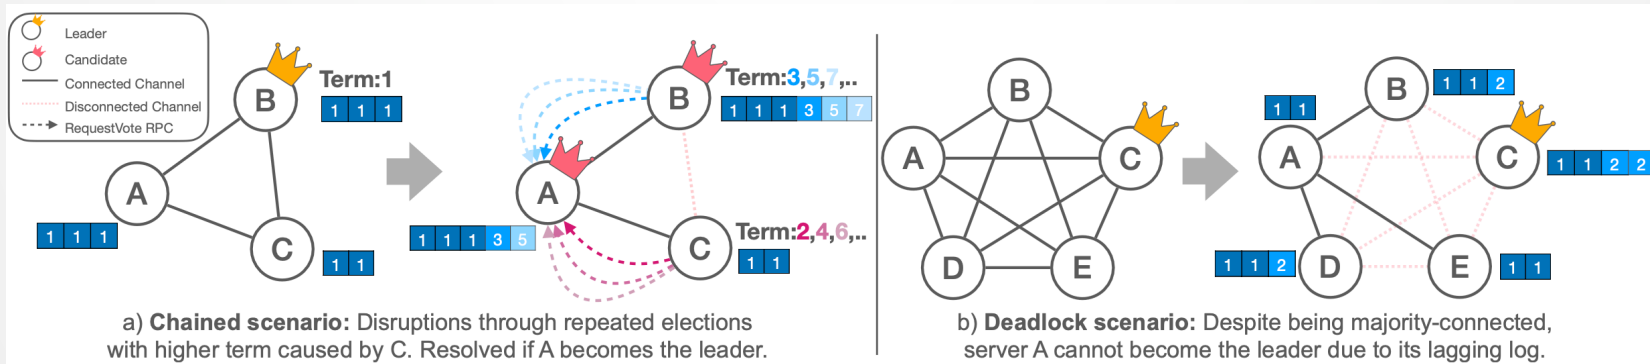 Leader
Candidate
Connected Channel
Disconnected Channel
RequestVote RPC
B
Term:1
1 1 1
A
1 1 1
C
1 1
B
Term:3,5,7,..
1 1 1 3 5 7
A
1 1 1 3 5
C
Term:2,4,6,..
1 1
a) Chained scenario: Disruptions through repeated elections
with higher term caused by C. Resolved if A becomes the leader.
B
A
C
D
E
B
1 1 2
1 1
A
C
1 1 2 2
1 1 2
D
E
1 1
b) Deadlock scenario: Despite being majority-connected,
server A cannot become the leader due to its lagging log.